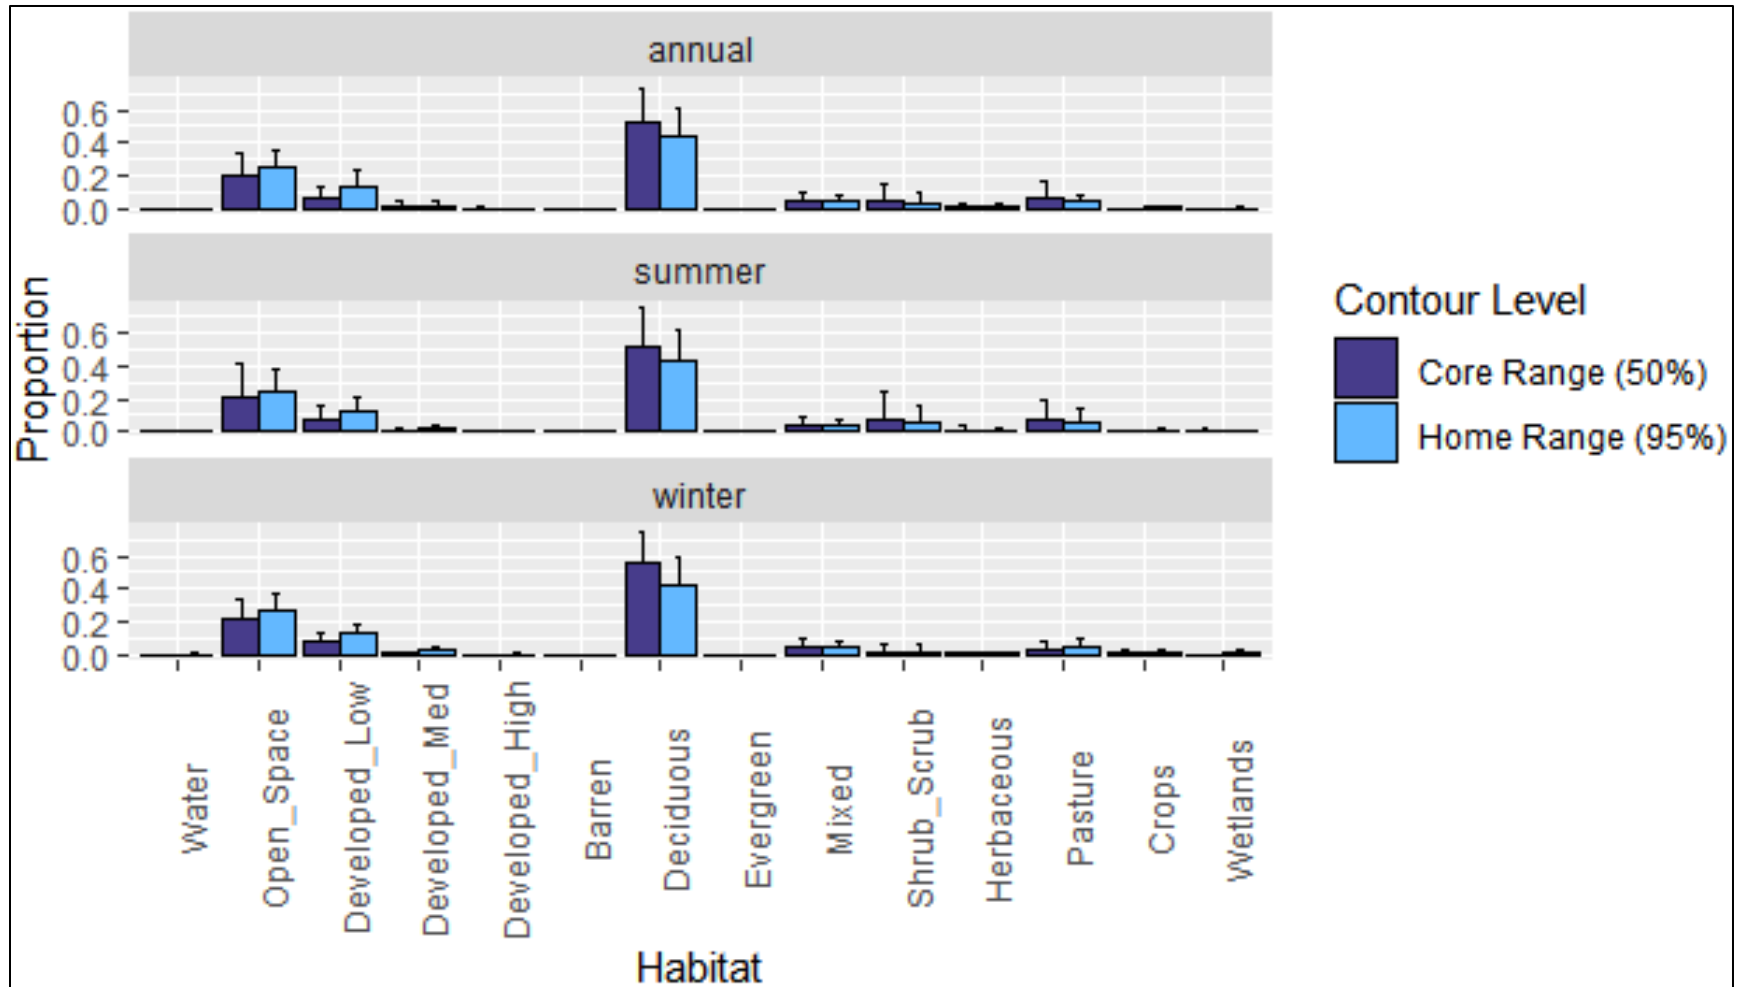 annual
0.6
0.4
0.2
0.0
summer
0.6
0.4
0.2
0.0
winter
0.6
0.4
0.2
0.0
Proportion
Water
Open_Space
Developed_Low
Developed_Med
Developed_High
Barren
Deciduous
Evergreen
Mixed
Shrub_Scrub
Herbaceous
Pasture
Crops
Wetlands
Habitat
Contour Level
Core Range (50%)
Home Range (95%)